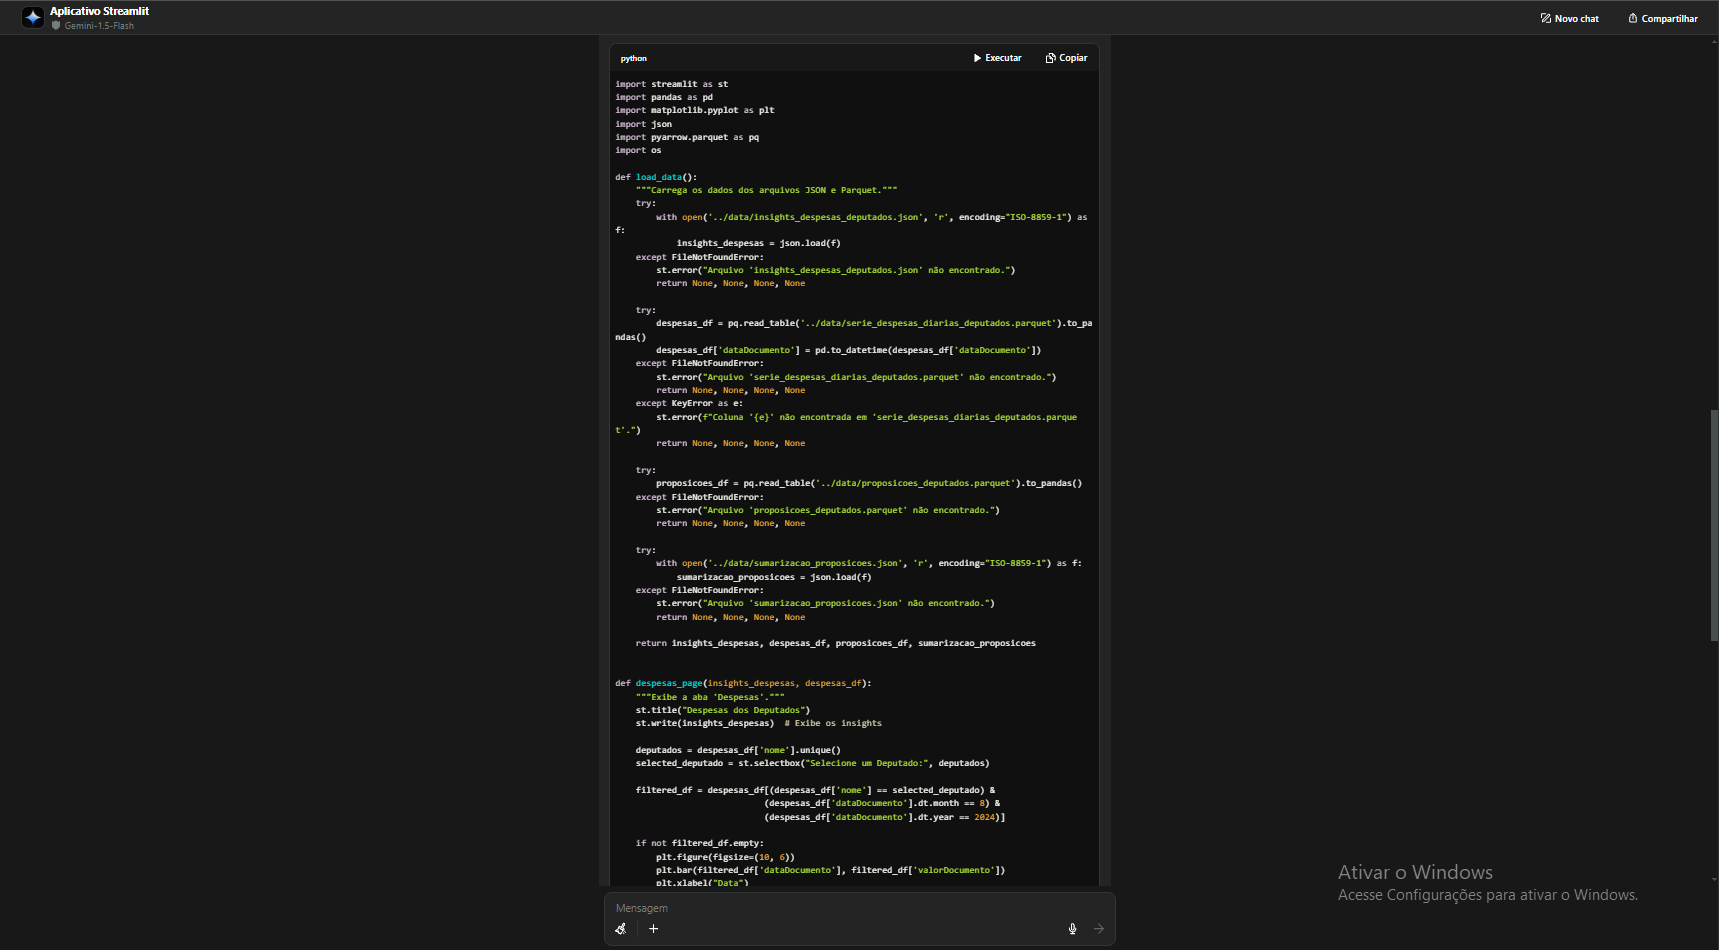 Aplicativo Streamlit
Gemini-1.5-Flash
Novo chat
Compartilhar
python
Executar
Copiar
import streamlit as st
import pandas as pd
import matplotlib.pyplot as plt
import json
import pyarrow.parquet as pq
import os
def load_data():
"""Carrega os dados dos arquivos JSON e Parquet."""
try:
with open('../data/insights_despesas_deputados.json', 'r', encoding="ISO-8859-1") as
f:
insights_despesas = json.load(f)
except FileNotFoundError:
st.error("Arquivo 'insights_despesas_deputados.json' não encontrado.")
return None, None, None, None
try:
despesas_df = pq.read_table('../data/serie_despesas_diarias_deputados.parquet').to_pa
ndas()
despesas_df['dataDocumento'] = pd.to_datetime(despesas_df['dataDocumento'])
except FileNotFoundError:
st.error("Arquivo 'serie_despesas_diarias_deputados.parquet' não encontrado.")
return None, None, None, None
except KeyError as e:
st.error(f"Coluna '{e}' não encontrada em 'serie_despesas_diarias_deputados.parque
t'.")
return None, None, None, None
try:
proposicoes_df = pq.read_table('../data/proposicoes_deputados.parquet').to_pandas()
except FileNotFoundError:
st.error("Arquivo 'proposicoes_deputados.parquet' não encontrado.")
return None, None, None, None
try:
with open('../data/sumarizacao_proposicoes.json', 'r', encoding="ISO-8859-1") as f:
sumarizacao_proposicoes = json.load(f)
except FileNotFoundError:
st.error("Arquivo 'sumarizacao_proposicoes.json' não encontrado.")
return None, None, None, None
return insights_despesas, despesas_df, proposicoes_df, sumarizacao_proposicoes
def despesas_page(insights_despesas, despesas_df):
"""Exibe a aba 'Despesas'."""
st.title("Despesas dos Deputados")
st.write(insights_despesas)  # Exibe os insights
deputados = despesas_df['nome'].unique()
selected_deputado = st.selectbox("Selecione um Deputado:", deputados)
filtered_df = despesas_df[(despesas_df['nome'] == selected_deputado) &
(despesas_df['dataDocumento'].dt.month == 8) &
(despesas_df['dataDocumento'].dt.year == 2024)]
if not filtered_df.empty:
plt.figure(figsize=(10, 6))
plt.bar(filtered_df['dataDocumento'], filtered_df['valorDocumento'])
plt.xlabel("Data")
Mensagem
Ativar o Windows
Acesse Configurações para ativar o Windows.